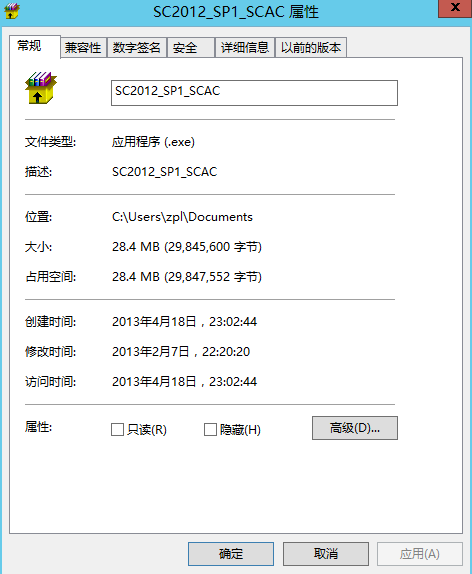 SC2012_SP1_SCAC 属性
x
常规 兼容性 数字签名 安全 详细信息 以前的版本
SC2012_SP1_SCAC
文件类型: 应用程序 (.exe)
描述: SC2012_SP1_SCAC
位置: C:\Users\zpl\Documents
大小: 28.4 MB (29,845,600 字节)
占用空间: 28.4 MB (29,847,552 字节)
创建时间: 2013年4月18日，23:02:44
修改时间: 2013年2月7日，22:20:20
访问时间: 2013年4月18日，23:02:44
属性: 只读(R) 隐藏(H) 高级(D)...
确定 取消 应用(A)